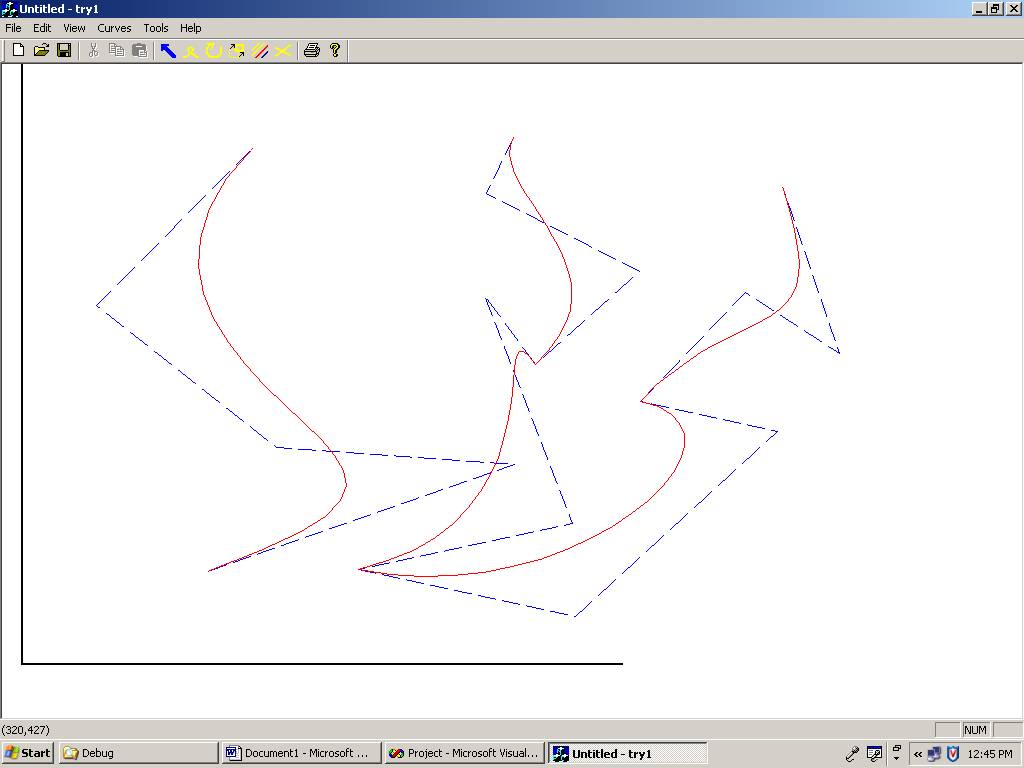 Untitled - try1
File Edit View Curves Tools Help
(320,427)
NUM
Start Debug Document1 - Microsoft ... Project - Microsoft Visual... Untitled - try1 « 12:45 PM